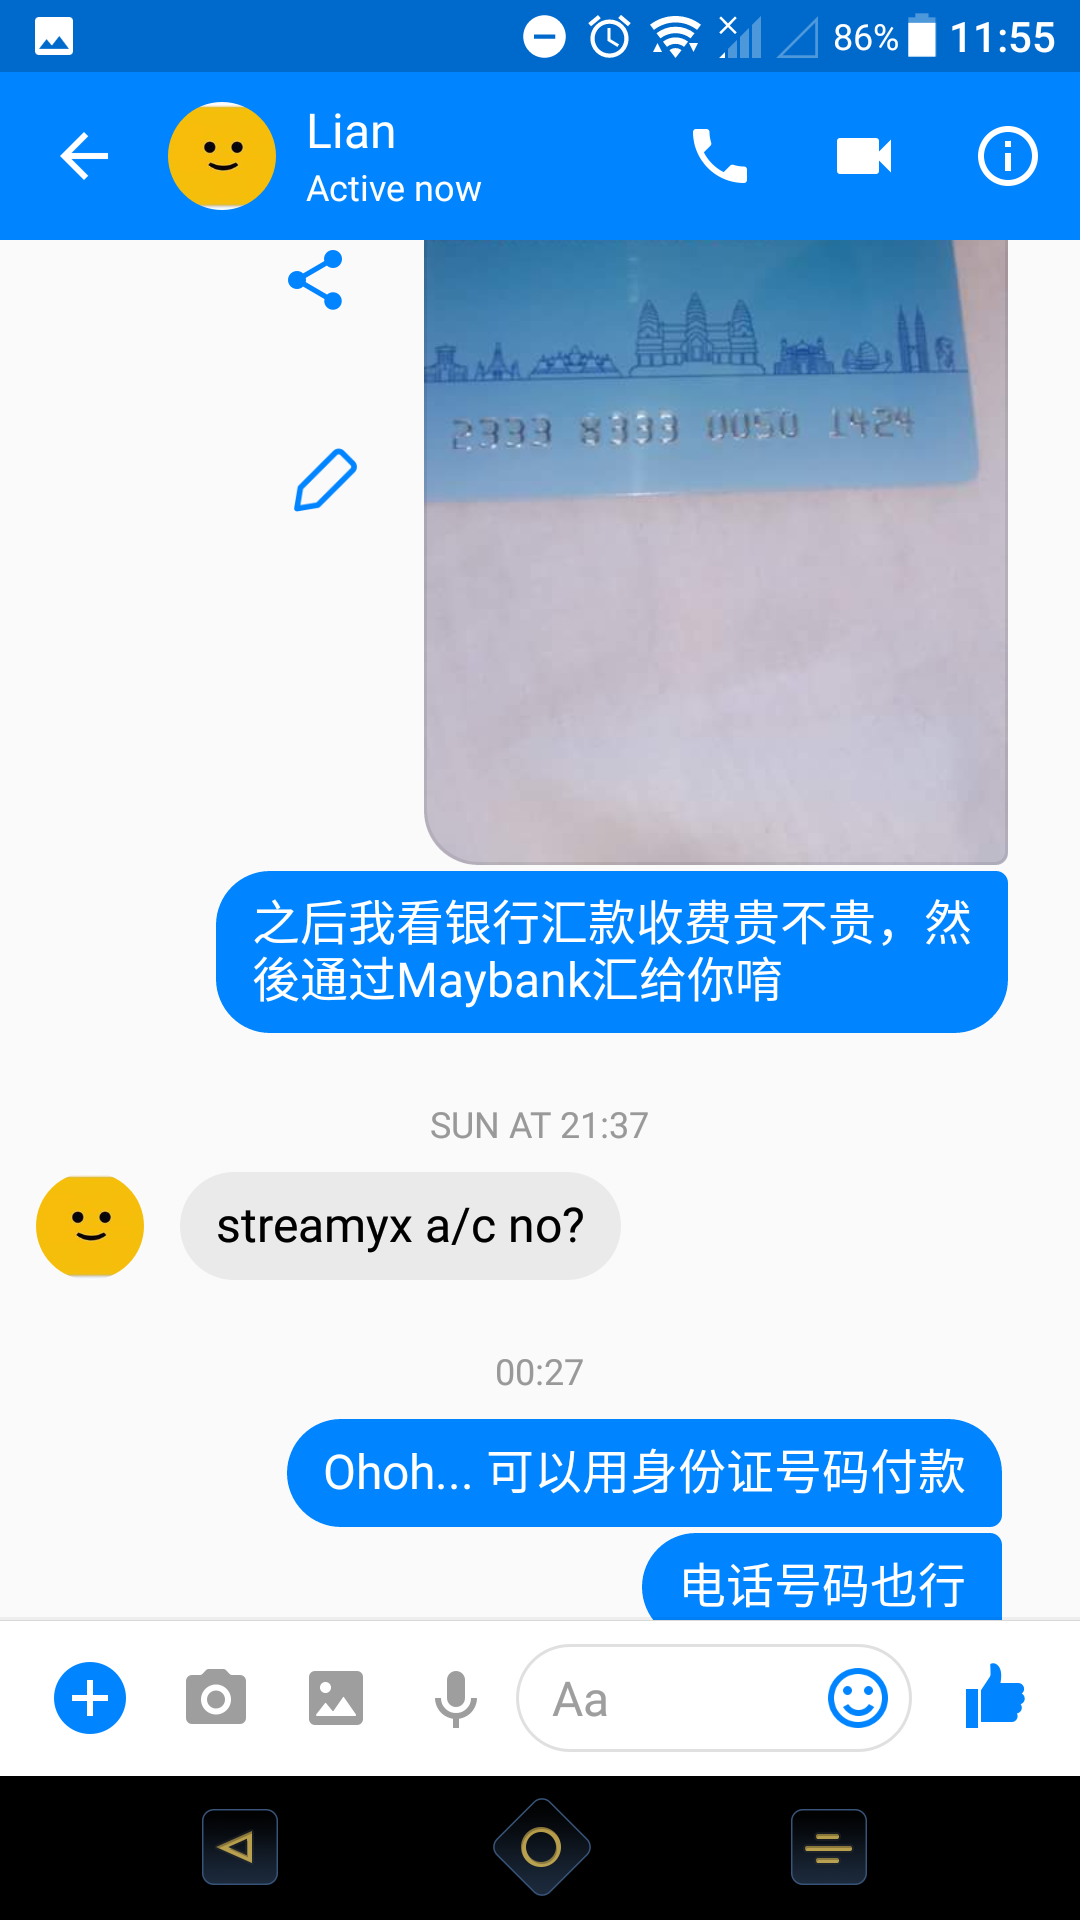 86% 11:55
Lian
Active now
2333 8333 0050 1424
之后我看银行汇款收费贵不贵，然
後通过Maybank汇给你唷
SUN AT 21:37
streamyx a/c no?
00:27
Ohoh... 可以用身份证号码付款
电话号码也行
Aa